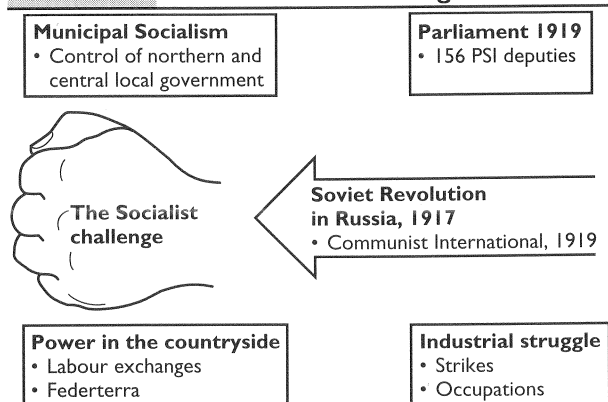 Municipal Socialism
• Control of northern and
central local government
Parliament 1919
• 156 PSI deputies
The Socialist
challenge
Soviet Revolution
in Russia, 1917
• Communist International, 1919
Power in the countryside
• Labour exchanges
• Federterra
Industrial struggle
• Strikes
• Occupations